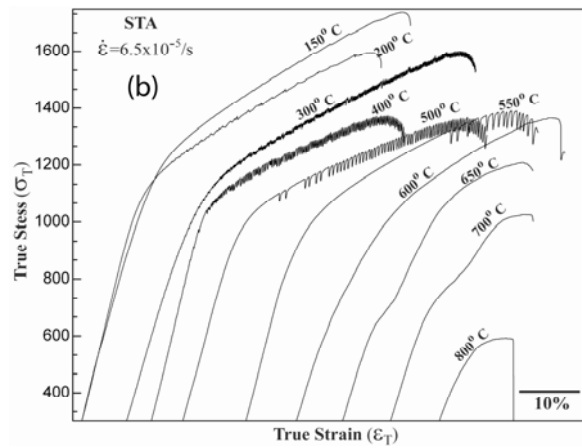 STA
ε̇=6.5x10⁻⁵/s
(b)
150° C
200° C
300° C
400° C
500° C
550° C
600° C
650° C
700° C
800° C
10%
1600
1400
1200
1000
800
600
400
True Stess (σT)
True Strain (εT)